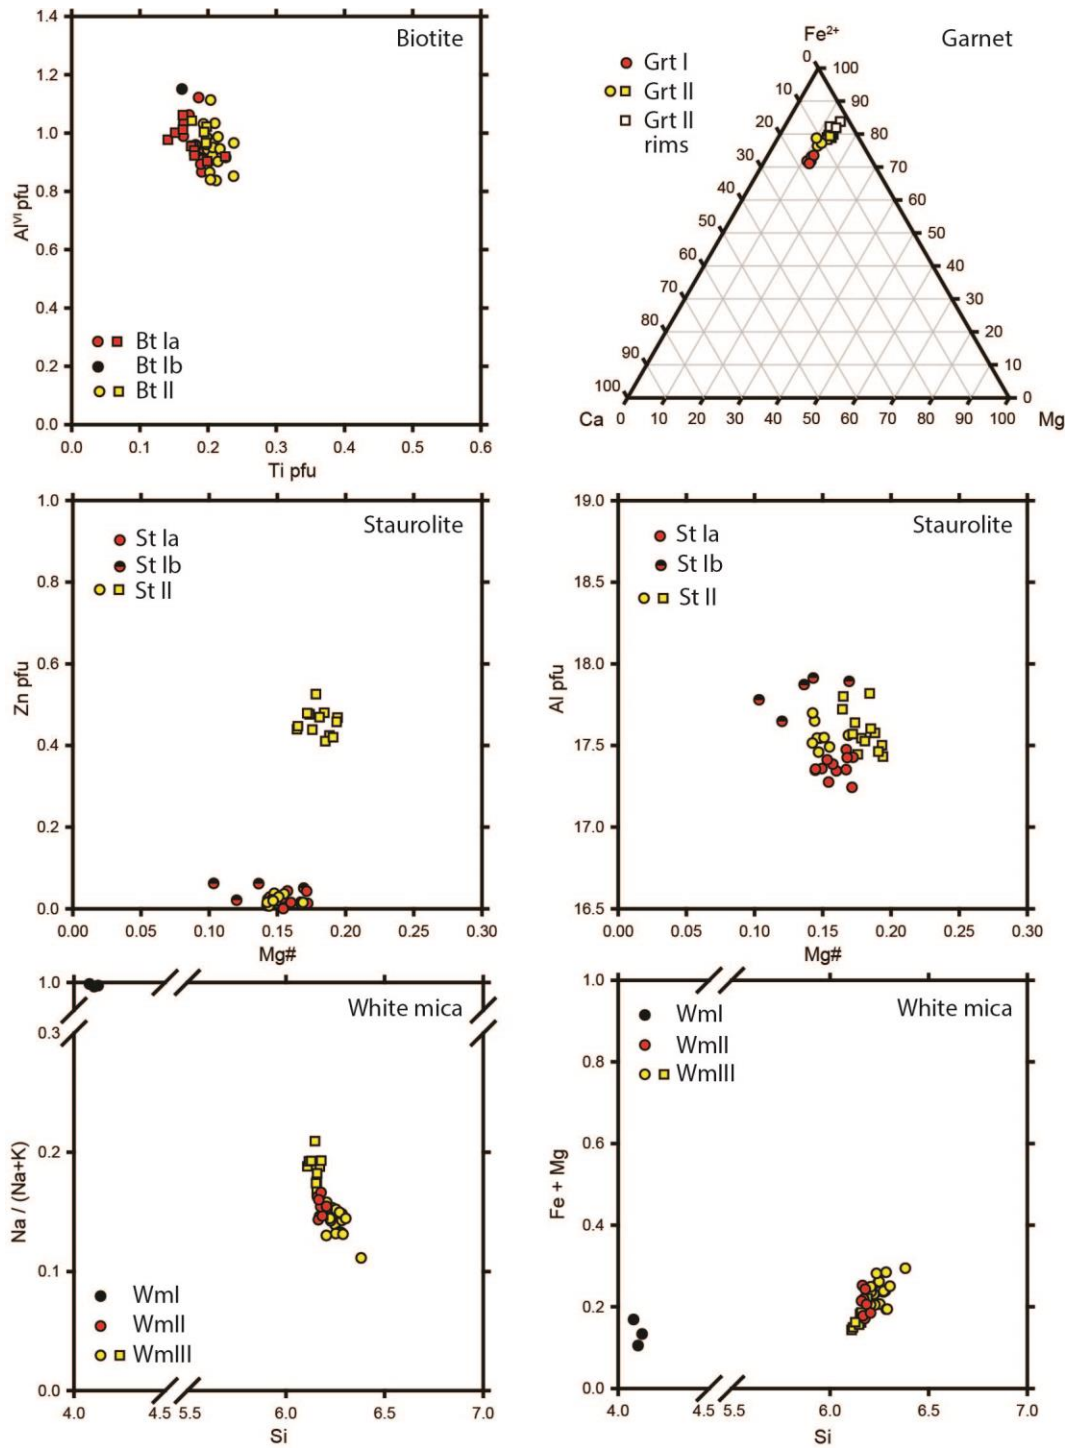 Biotite
1.4
1.2
1.0
0.8
0.6
0.4
0.2
0.0
Al^VI pfu
Bt Ia
Bt Ib
Bt II
0.0 0.1 0.2 0.3 0.4 0.5 0.6
Ti pfu
Garnet
Fe²⁺
Grt I
Grt II
Grt II
rims
0
10
20
30
40
50
60
70
80
90
100
100
90
80
70
60
50
40
30
20
10
0
Ca 0 10 20 30 40 50 60 70 80 90 100 Mg
Staurolite
1.0
0.8
0.6
0.4
0.2
0.0
Zn pfu
St Ia
St Ib
St II
0.00 0.05 0.10 0.15 0.20 0.25 0.30
Mg#
Staurolite
19.0
18.5
18.0
17.5
17.0
16.5
Al pfu
St Ia
St Ib
St II
0.00 0.05 0.10 0.15 0.20 0.25 0.30
Mg#
White mica
1.0
0.3
0.2
0.1
0.0
Na / (Na+K)
WmI
WmII
WmIII
4.0 4.5 5.5 6.0 6.5 7.0
Si
White mica
1.0
0.8
0.6
0.4
0.2
0.0
Fe + Mg
WmI
WmII
WmIII
4.0 4.5 5.5 6.0 6.5 7.0
Si